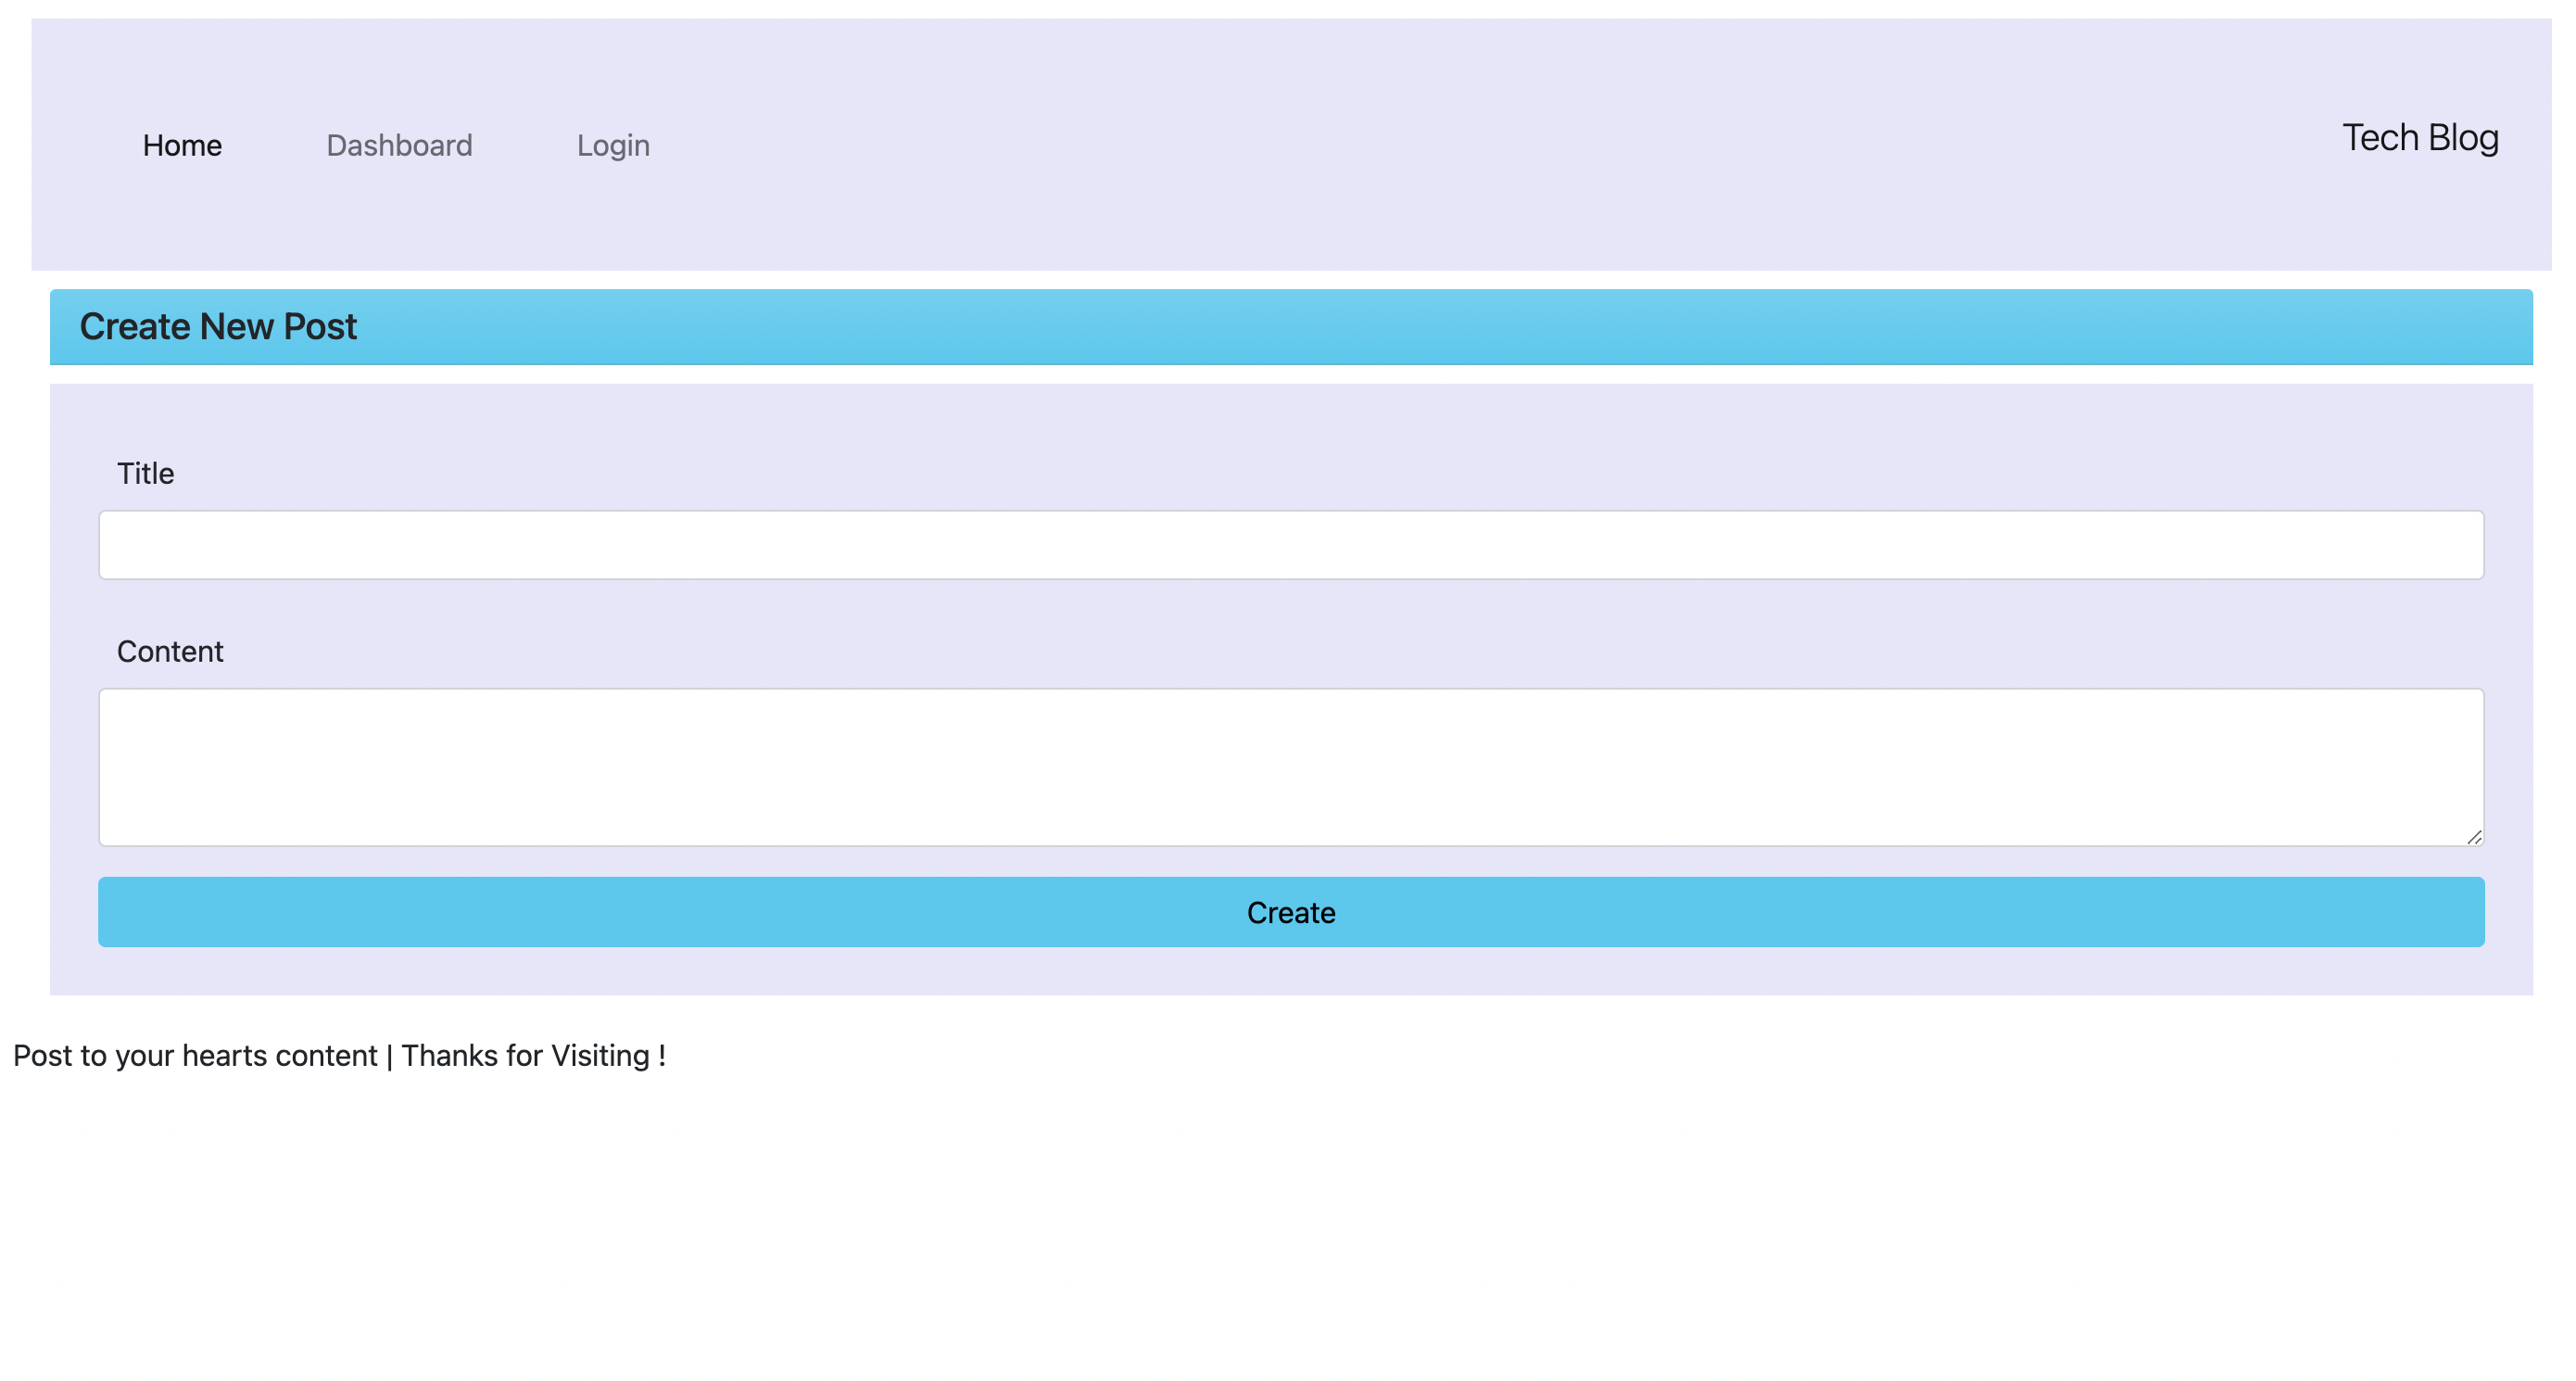 Home Dashboard Login Tech Blog
Create New Post
Title
Content
Create
Post to your hearts content | Thanks for Visiting !